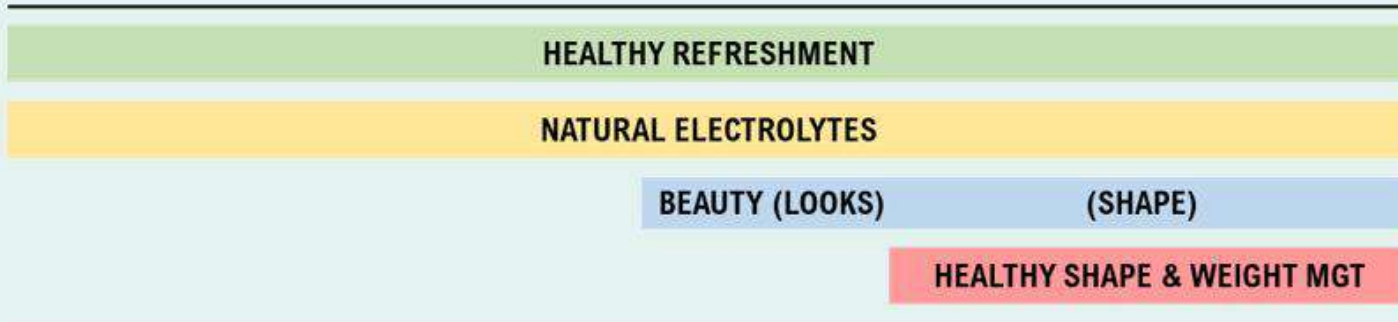 HEALTHY REFRESHMENT
NATURAL ELECTROLYTES
BEAUTY (LOOKS) (SHAPE)
HEALTHY SHAPE & WEIGHT MGT